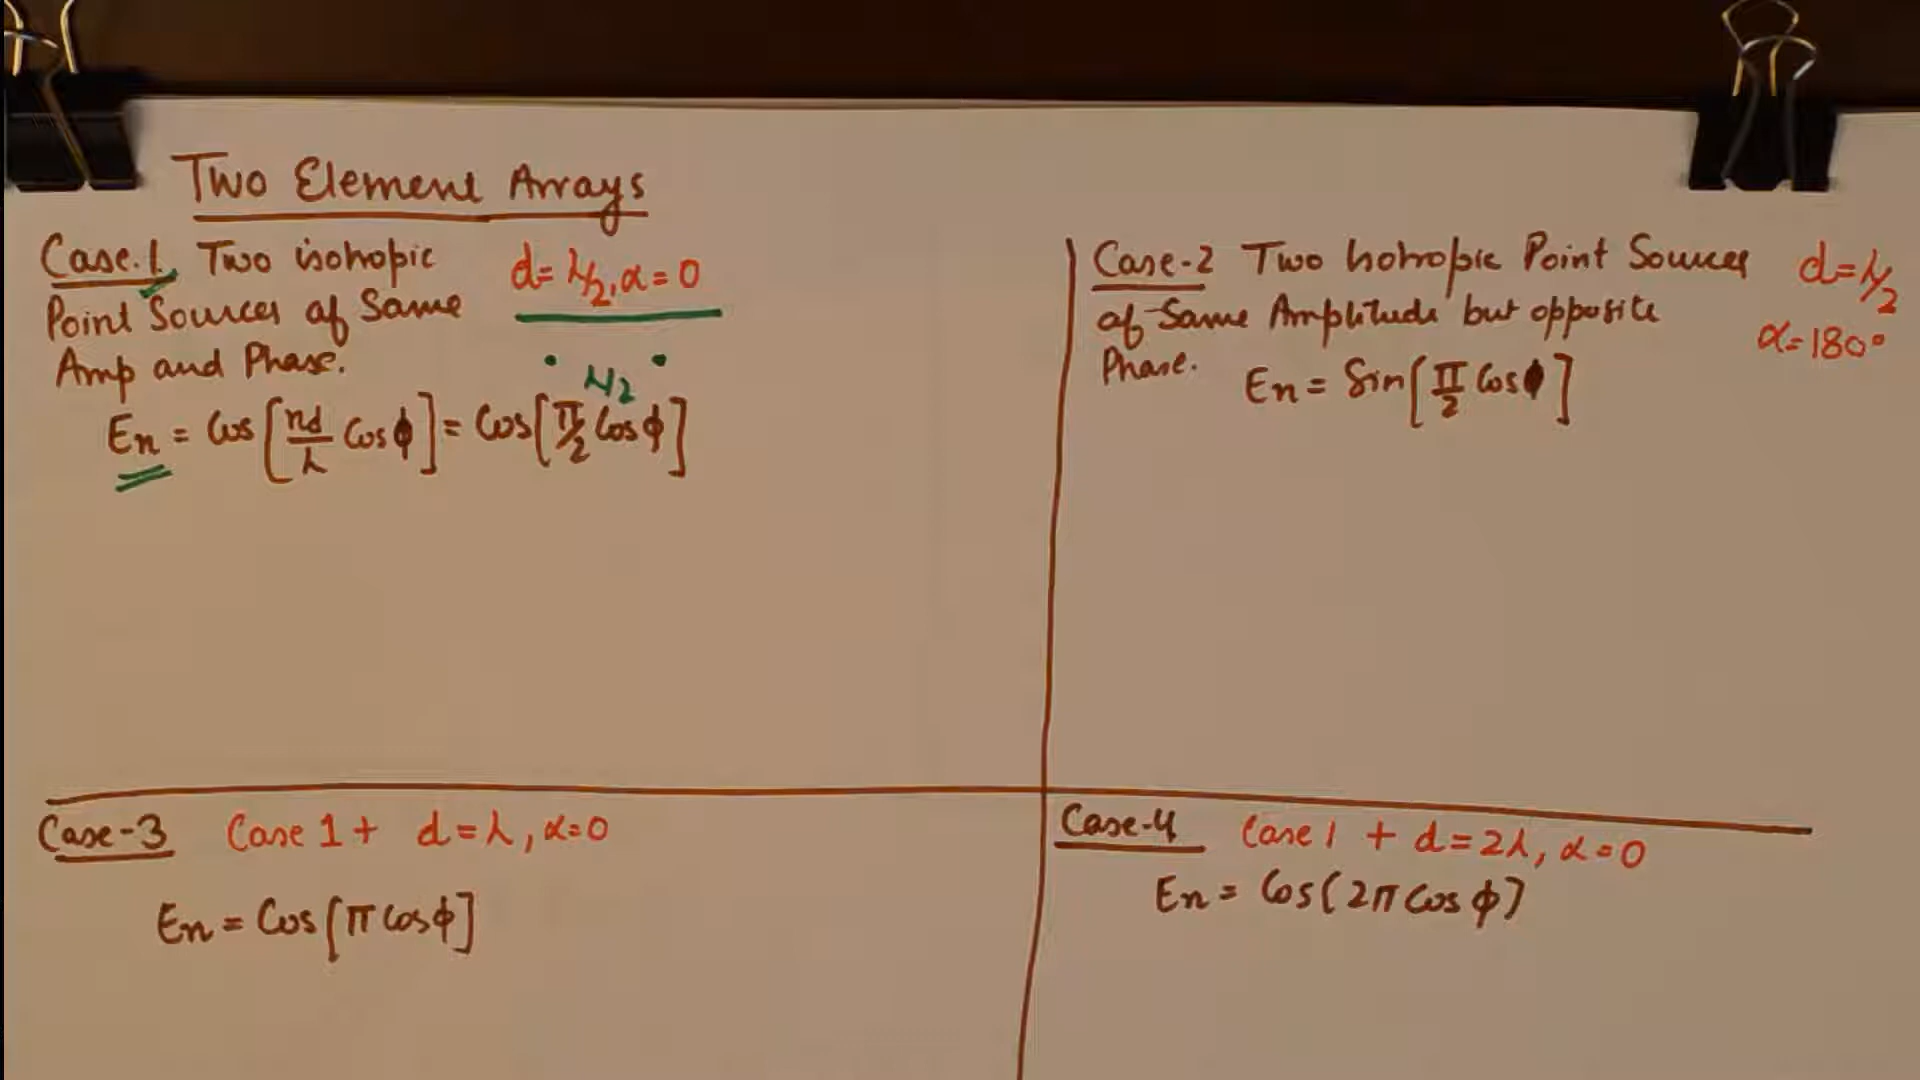 Two Element Arrays
Case.1. Two isotropic
Point Sources of Same
Amp and Phase.
d=λ/2, α=0
λ/2
En = Cos[πd/λ Cosϕ] = Cos[π/2 Cosϕ]
Case-2 Two Isotropic Point Sources
of Same Amplitude but opposite
Phase.
d=λ/2
α=180°
En = Sin[π/2 Cosϕ]
Case-3 Case 1+ d=λ, α=0
En = Cos[π Cosϕ]
Case-4 Case 1 + d=2λ, α=0
En = Cos(2π Cosϕ)